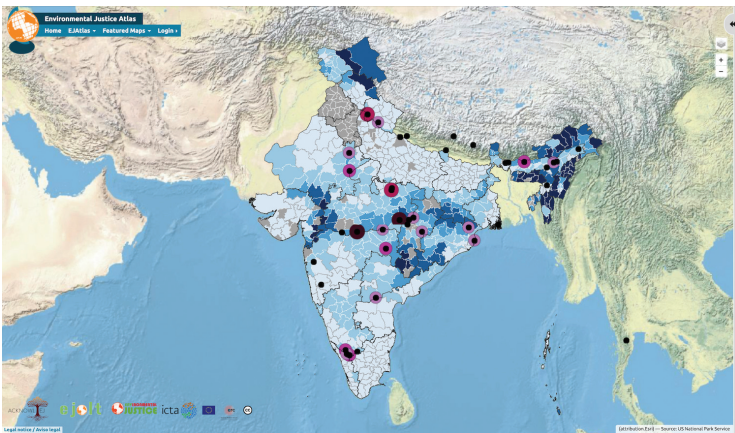 Environmental Justice Atlas
Home EJAtlas Featured Maps Login
+
−
ejolt
JUSTICE
icta
Legal notice / Aviso legal
(attribution.Esri) — Source: US National Park Service